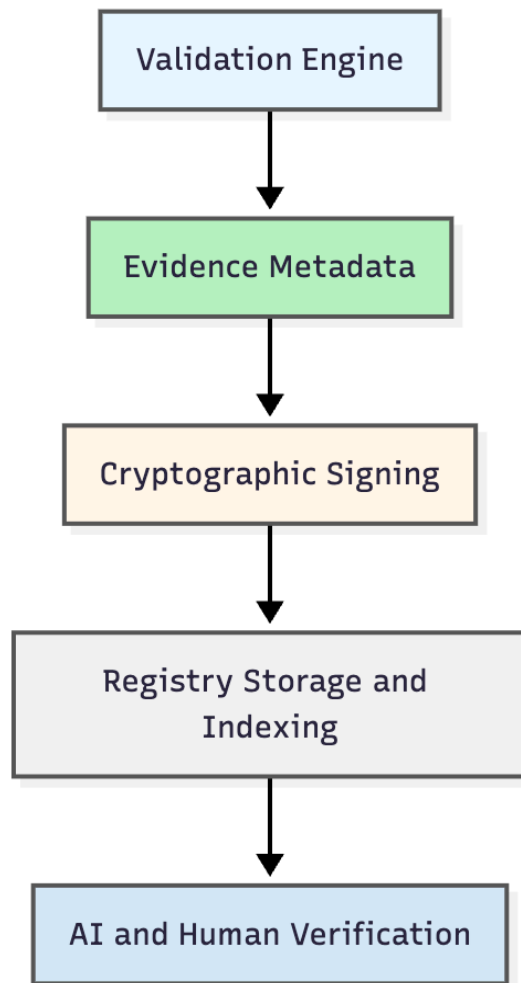 Validation Engine
Evidence Metadata
Cryptographic Signing
Registry Storage and
Indexing
AI and Human Verification